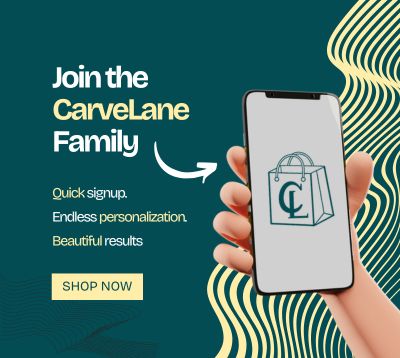 Join the
CarveLane
Family
Quick signup.
Endless personalization.
Beautiful results
SHOP NOW
CL